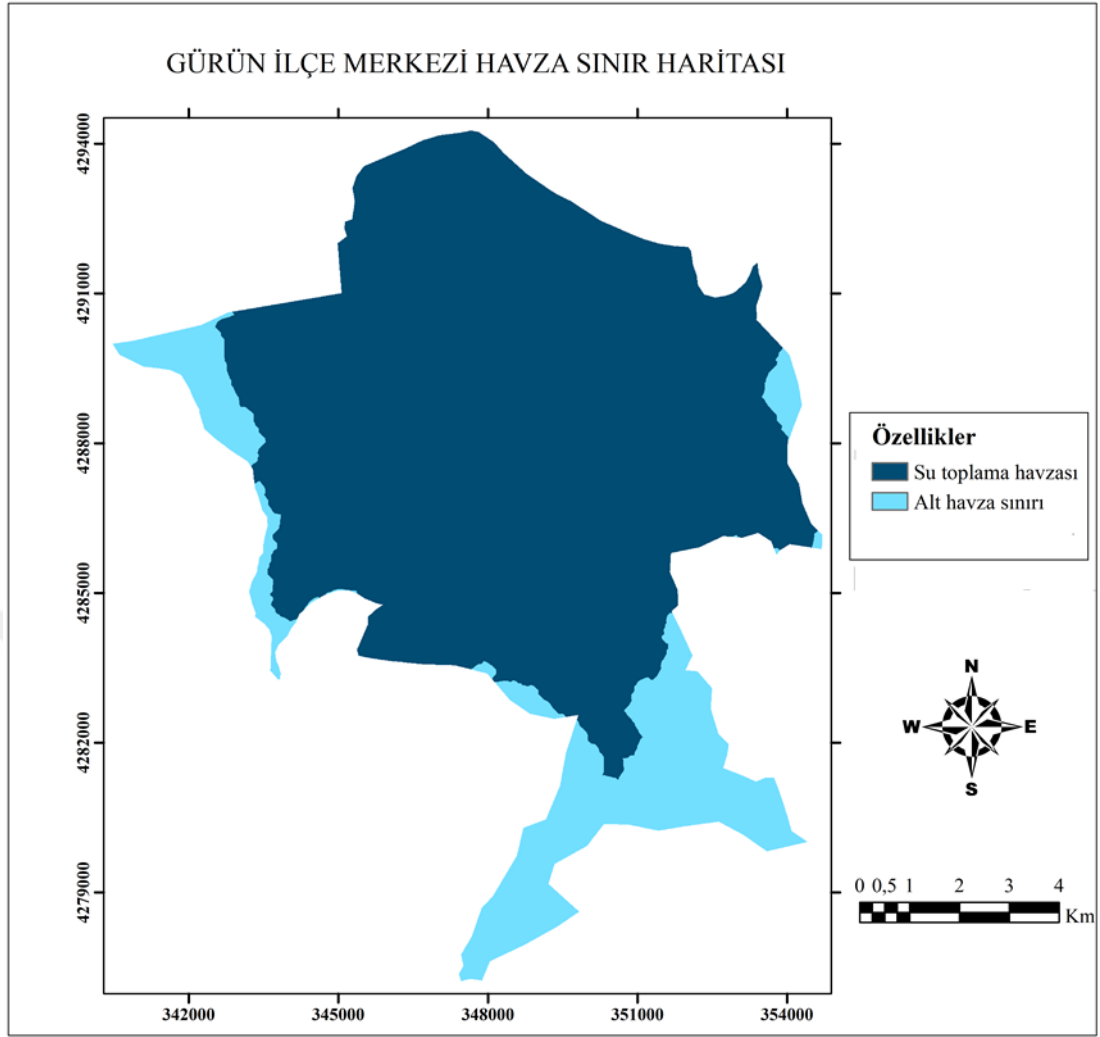 GÜRÜN İLÇE MERKEZİ HAVZA SINIR HARİTASI
4294000
4291000
4288000
4285000
4282000
4279000
342000 345000 348000 351000 354000
Özellikler
Su toplama havzası
Alt havza sınırı
N
W E
S
0 0,5 1 2 3 4
Km